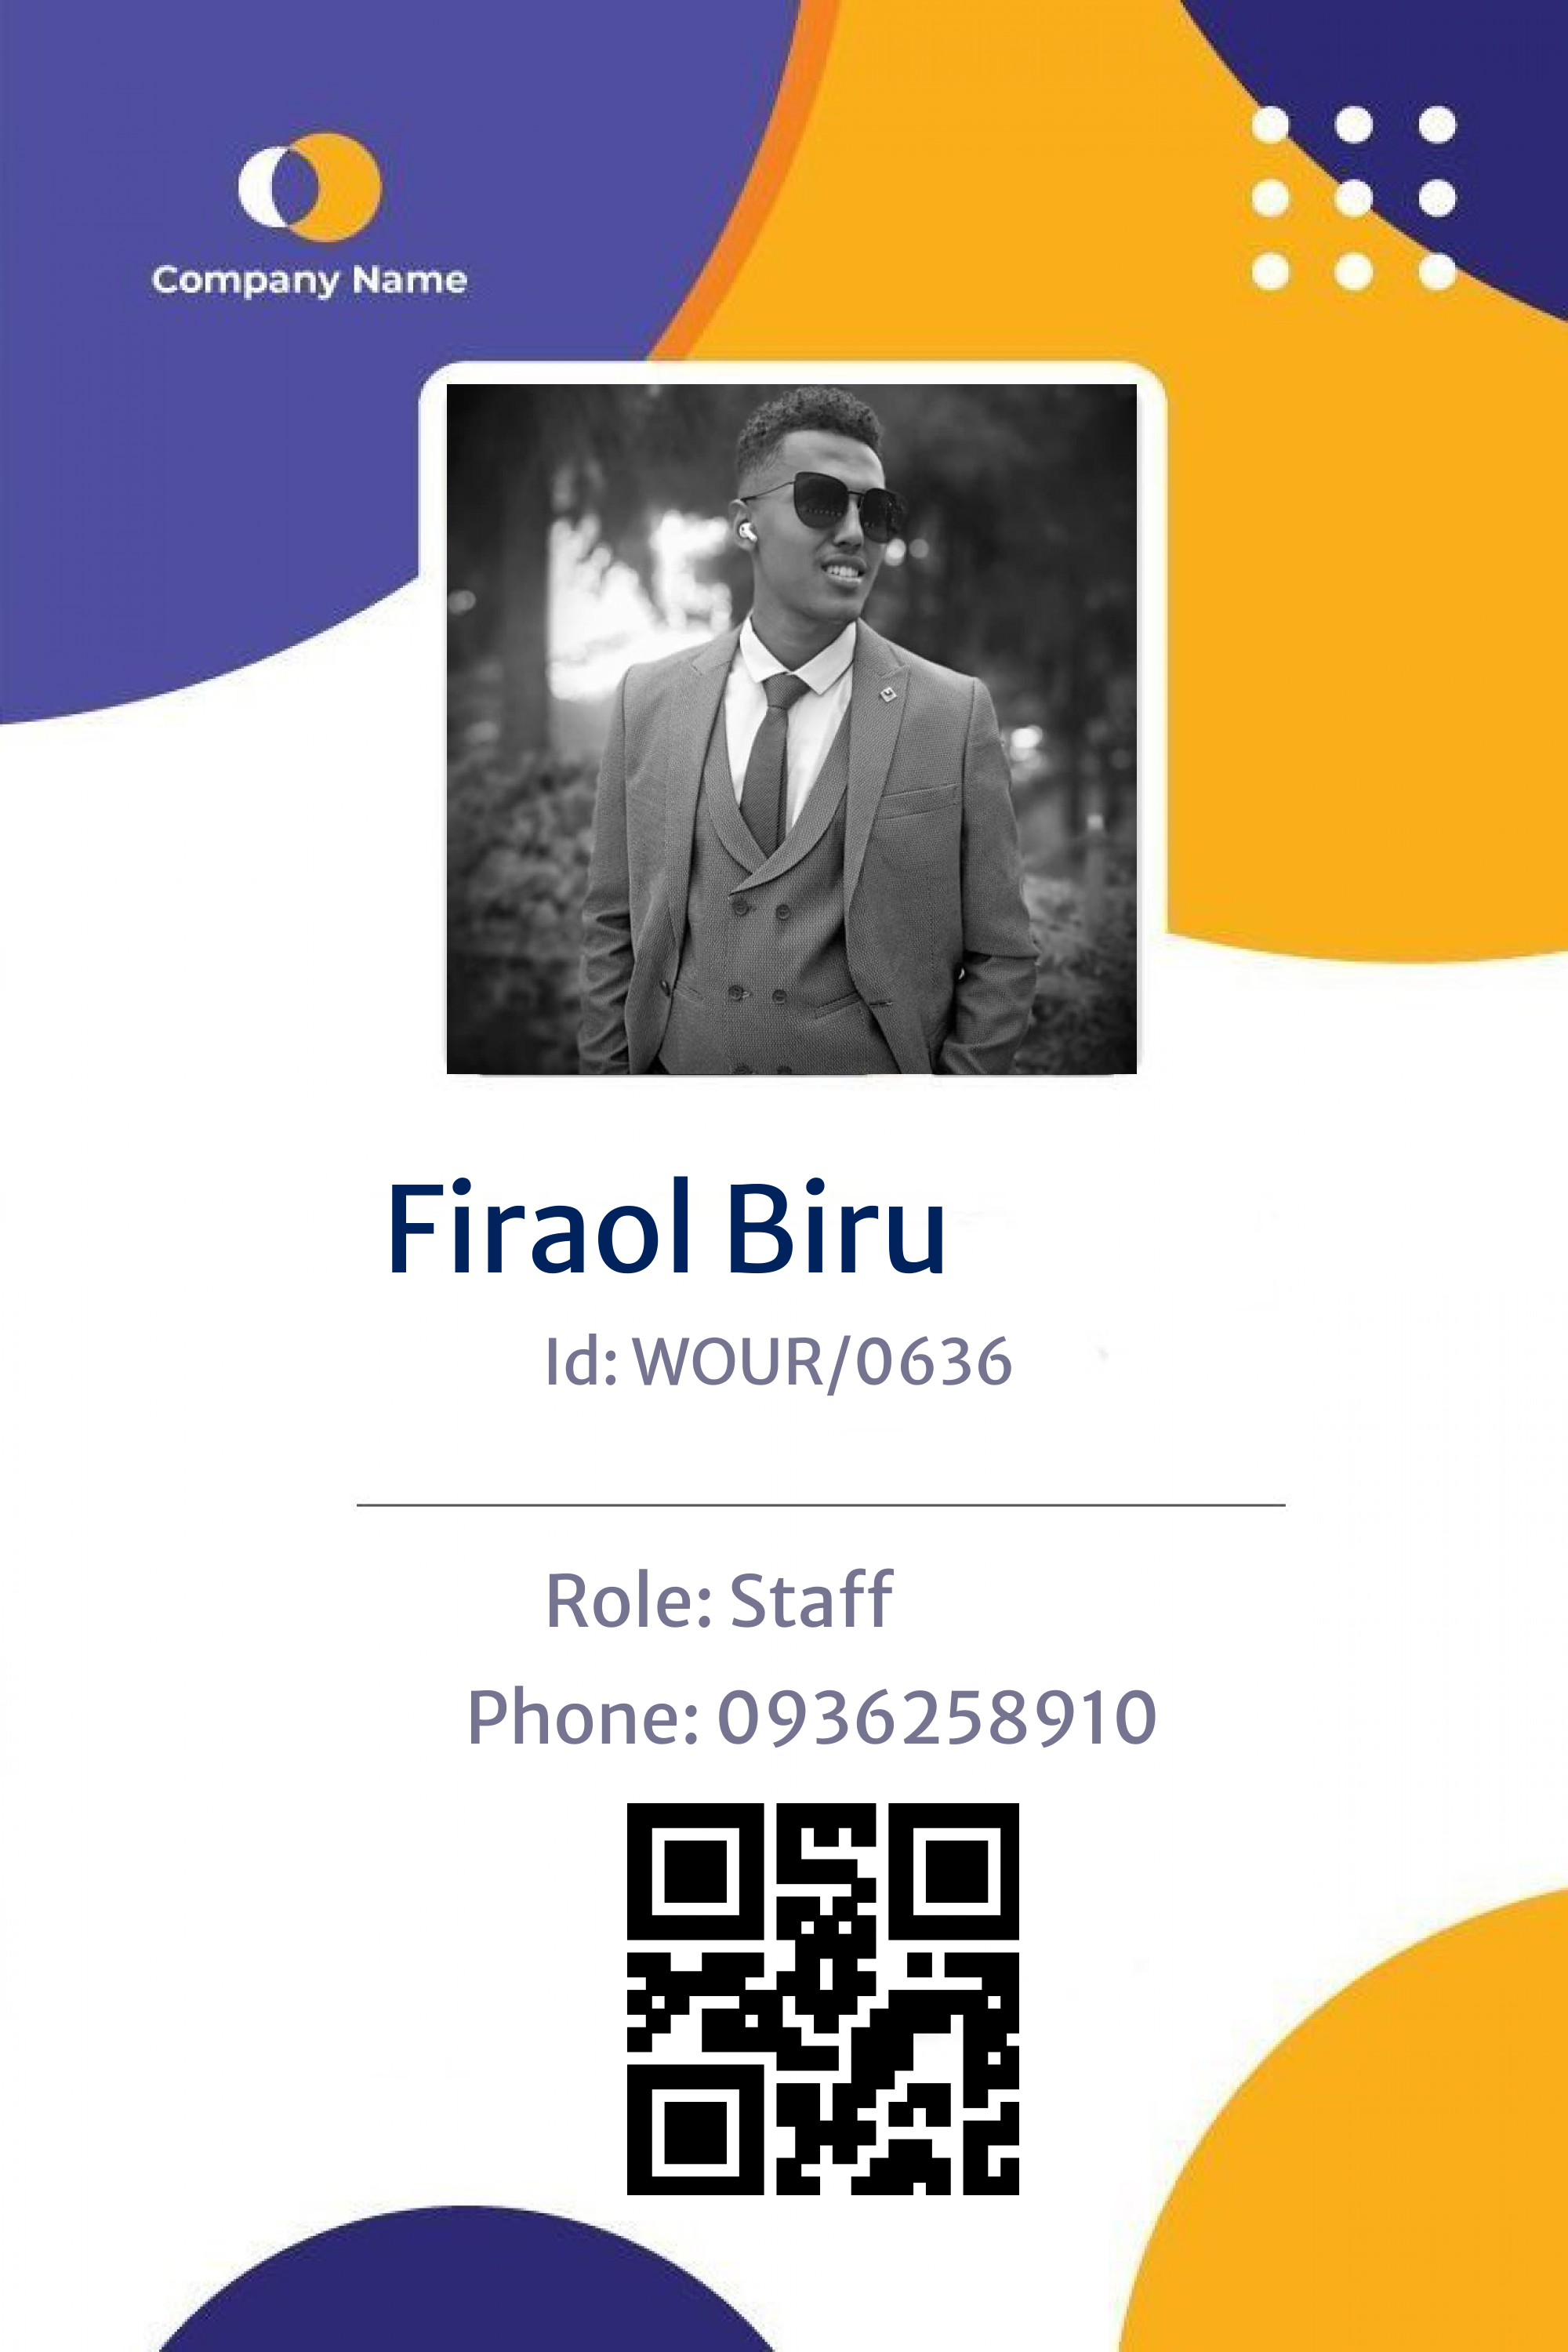 Company Name
Firaol Biru
Id: WOUR/0636
Role: Staff
Phone: 0936258910